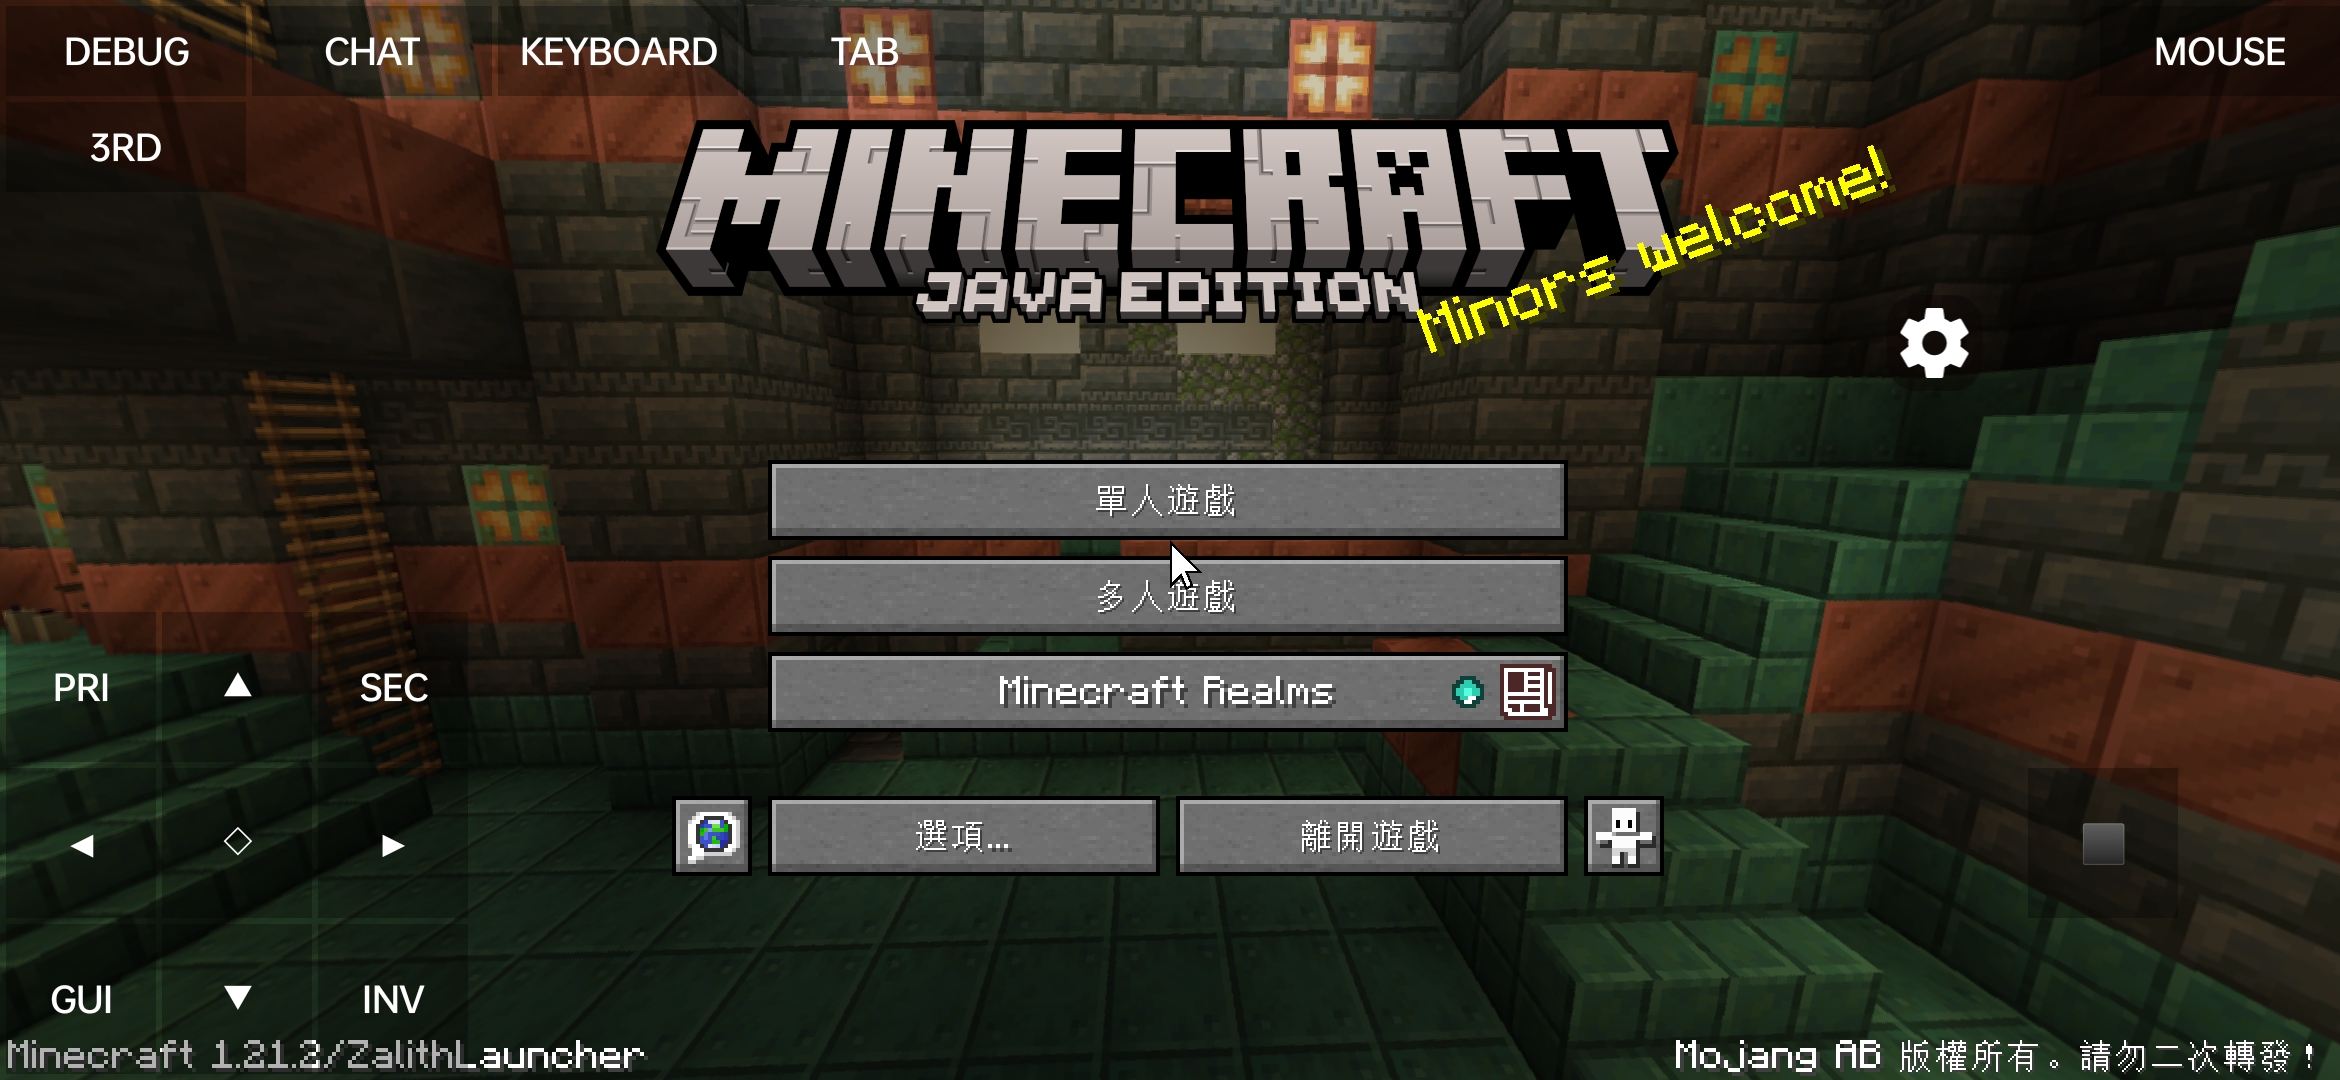 DEBUG CHAT KEYBOARD TAB MOUSE
3RD
MINECRAFT
JAVA EDITION
Minors welcome!
單人遊戲
多人遊戲
Minecraft Realms
PRI ▲ SEC
◀ ◇ ▶
選項...
離開遊戲
GUI ▼ INV
Minecraft 1.21.3/ZalithLauncher
Mojang AB 版權所有。請勿二次轉發！